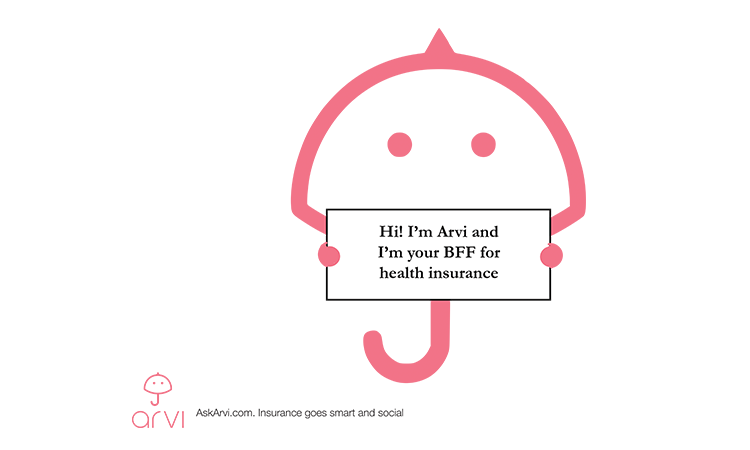 Hi! I'm Arvi and
I'm your BFF for
health insurance
arvi
AskArvi.com. Insurance goes smart and social